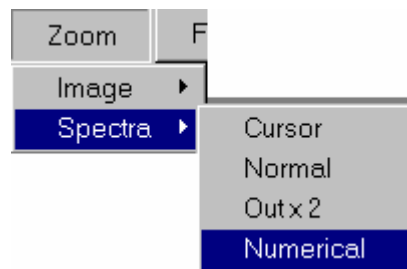 Zoom F
Image
Spectra
Cursor
Normal
Out x 2
Numerical